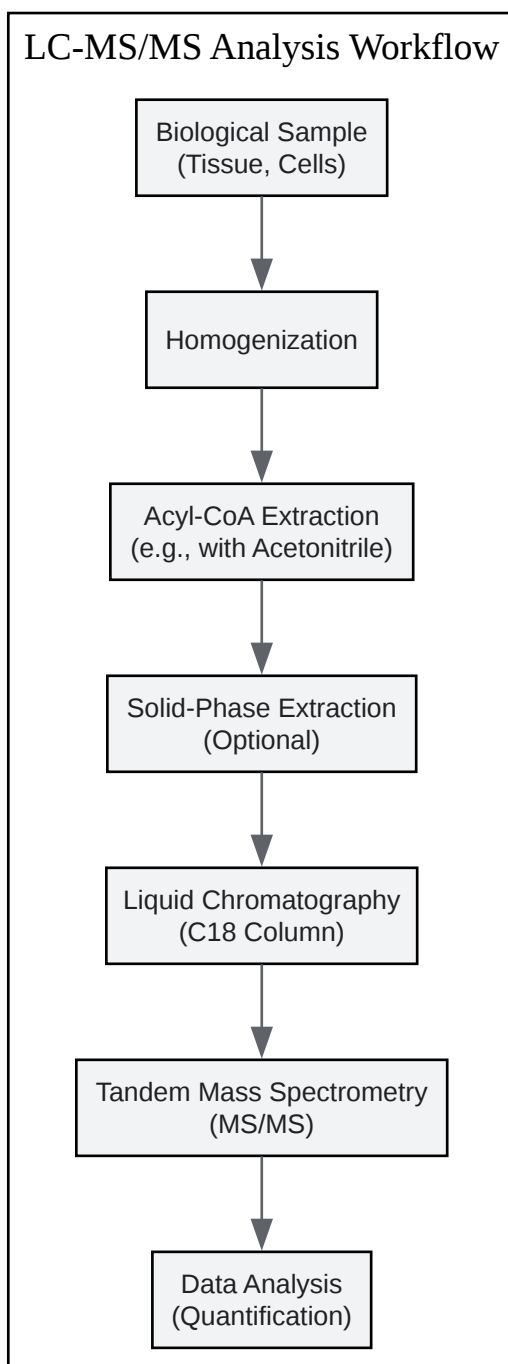 LC-MS/MS Analysis Workflow
Biological Sample
(Tissue, Cells)
Homogenization
Acyl-CoA Extraction
(e.g., with Acetonitrile)
Solid-Phase Extraction
(Optional)
Liquid Chromatography
(C18 Column)
Tandem Mass Spectrometry
(MS/MS)
Data Analysis
(Quantification)